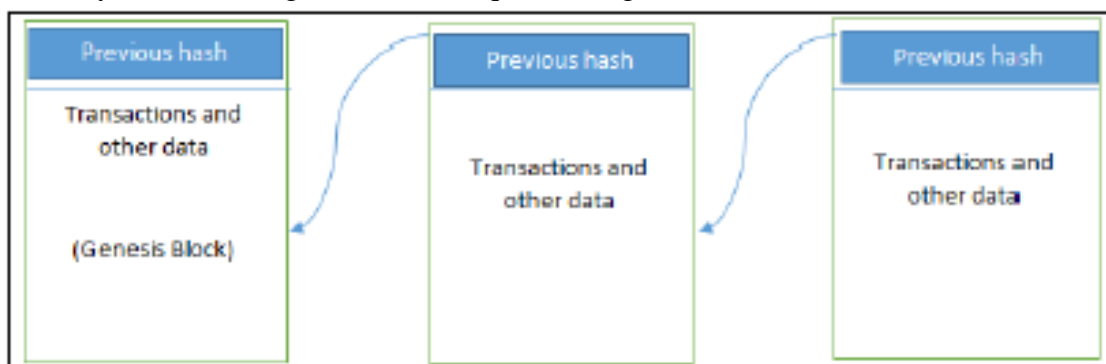 Previous hash
Transactions and
other data
(Genesis Block)
Previous hash
Transactions and
other data
Previous hash
Transactions and
other data